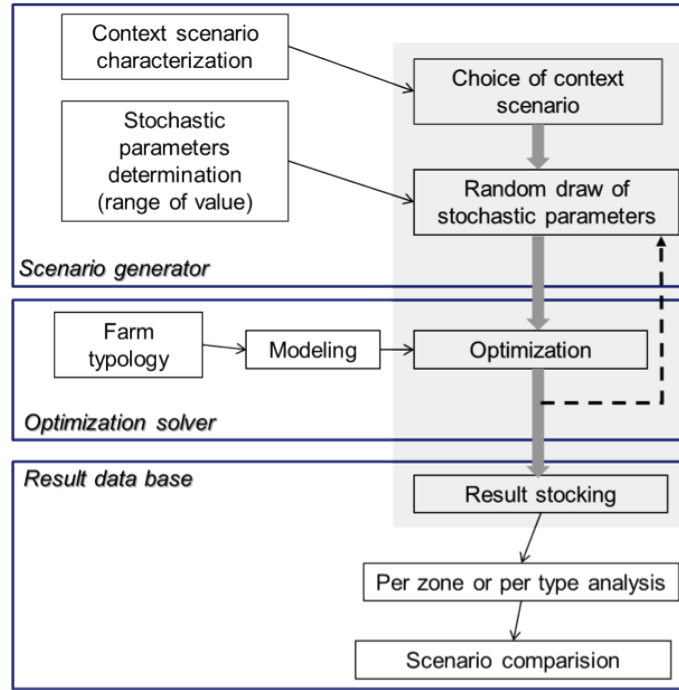 Context scenario
characterization
Choice of context
scenario
Stochastic
parameters
determination
(range of value)
Random draw of
stochastic parameters
Scenario generator
Farm
typology
Modeling
Optimization
Optimization solver
Result data base
Result stocking
Per zone or per type analysis
Scenario comparision